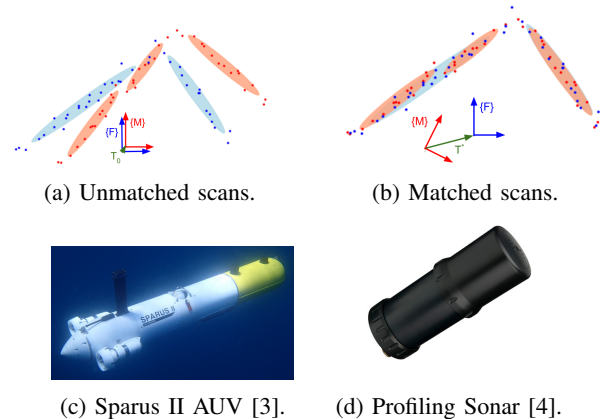 {M}
{F}
T₀
(a) Unmatched scans.
{M}
{F}
T*
(b) Matched scans.
SPARUS II
(c) Sparus II AUV [3].
(d) Profiling Sonar [4].